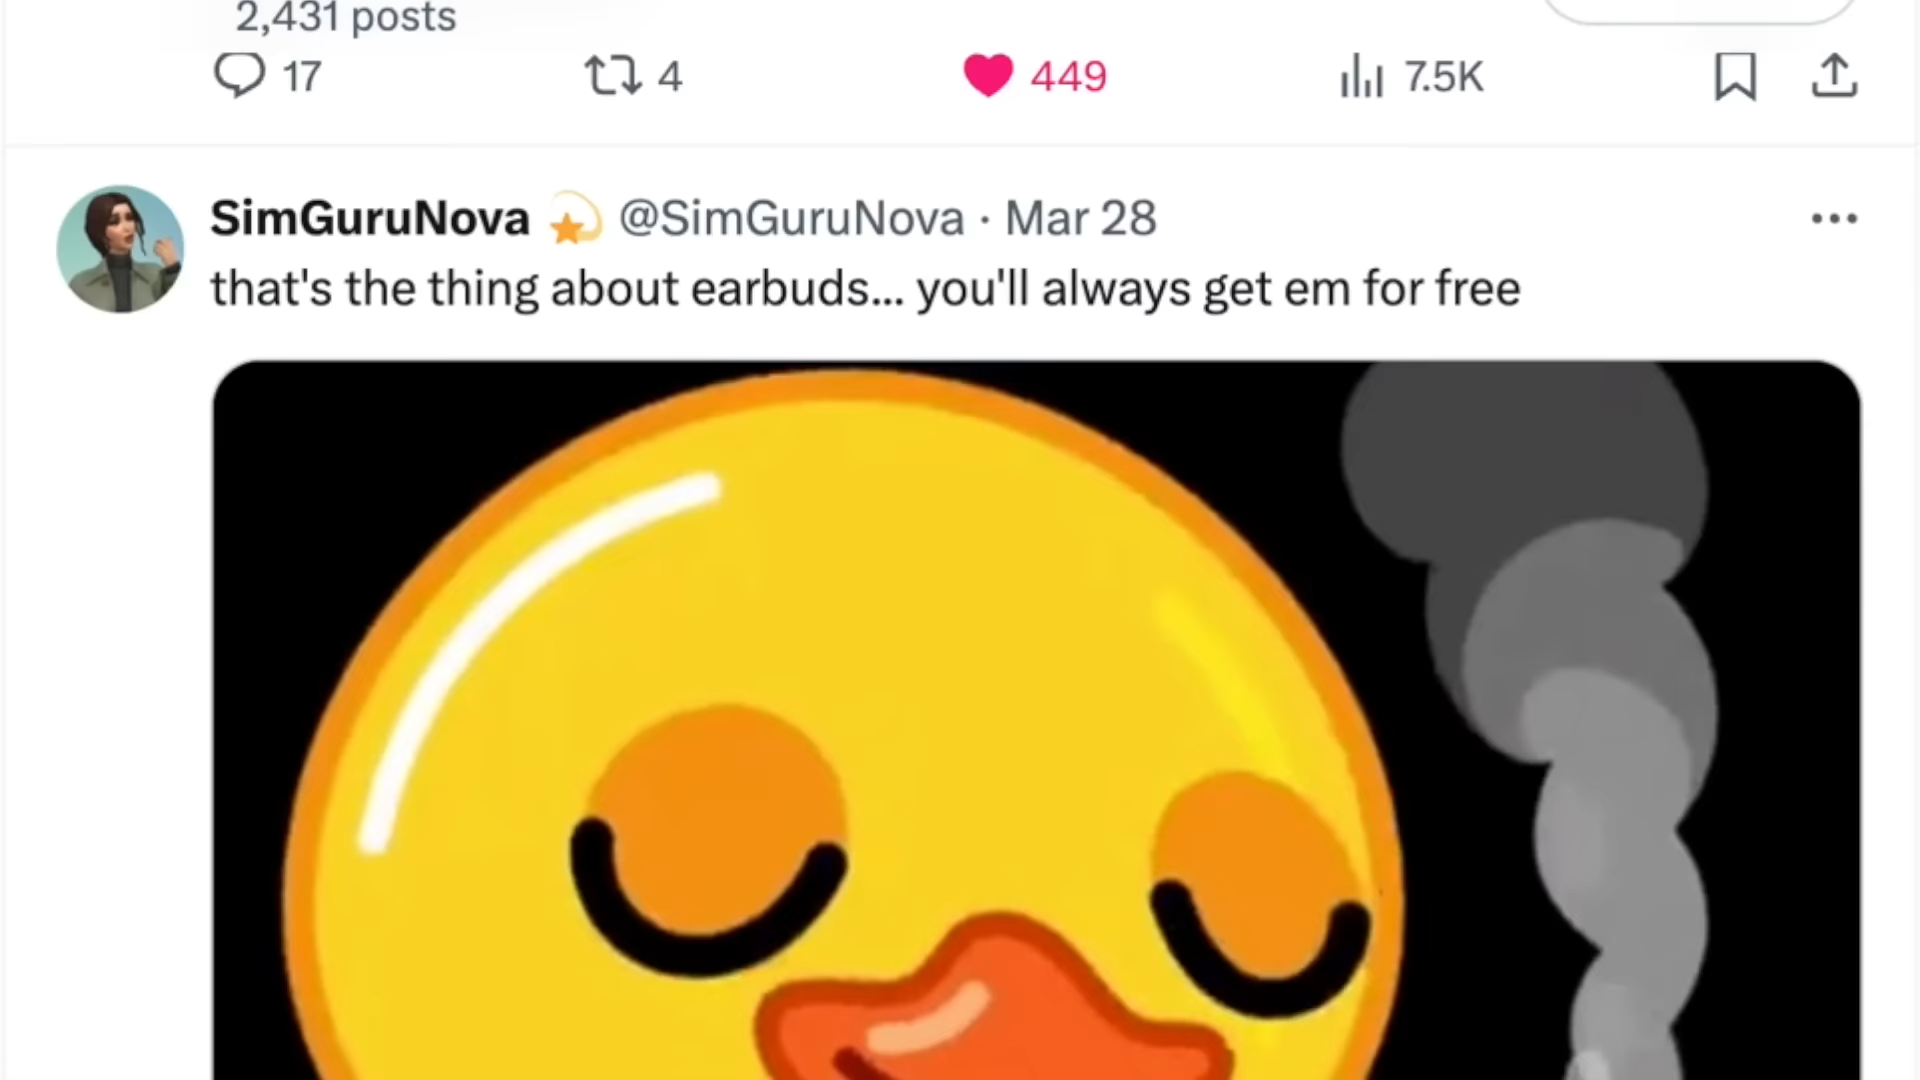 2,431 posts
17 4 449 7.5K
SimGuruNova 💫 @SimGuruNova · Mar 28
that's the thing about earbuds... you'll always get em for free